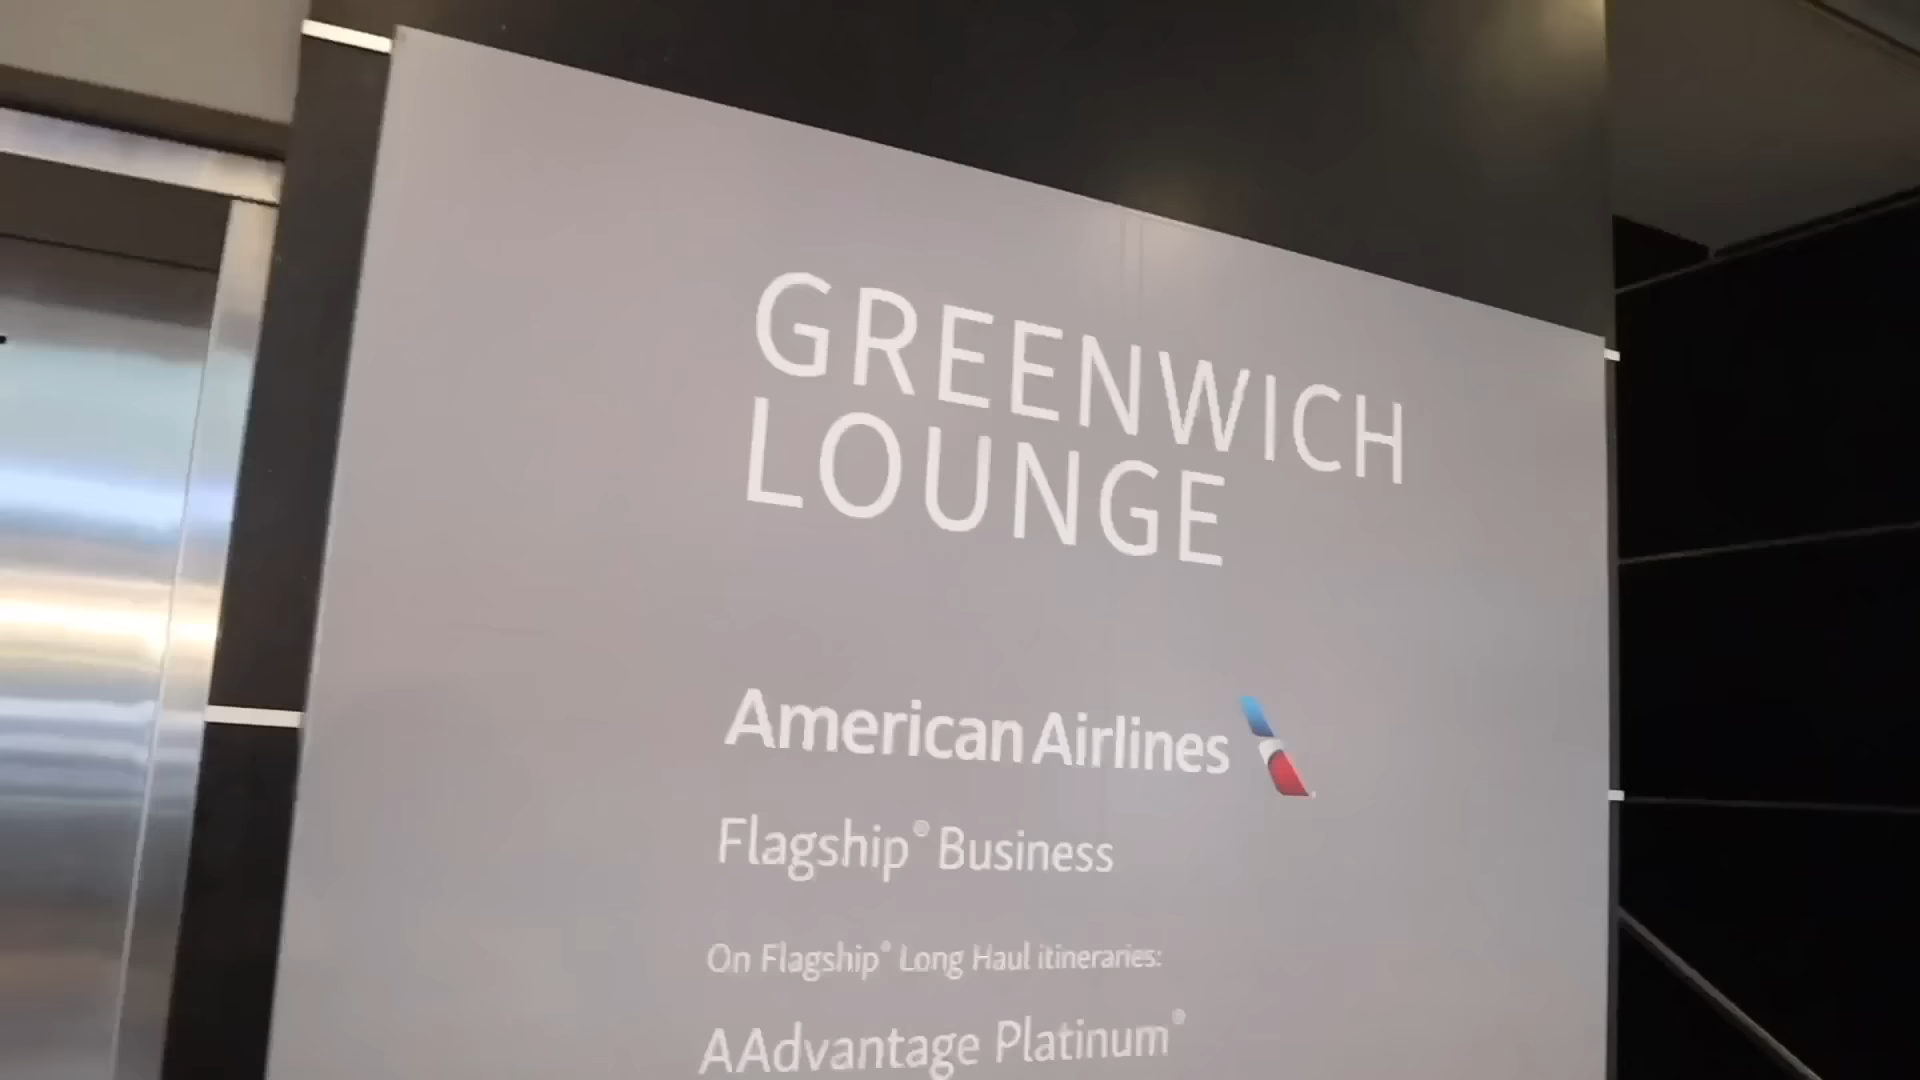 GREENWICH
LOUNGE
American Airlines
Flagship® Business
On Flagship® Long Haul itineraries:
AAdvantage Platinum®